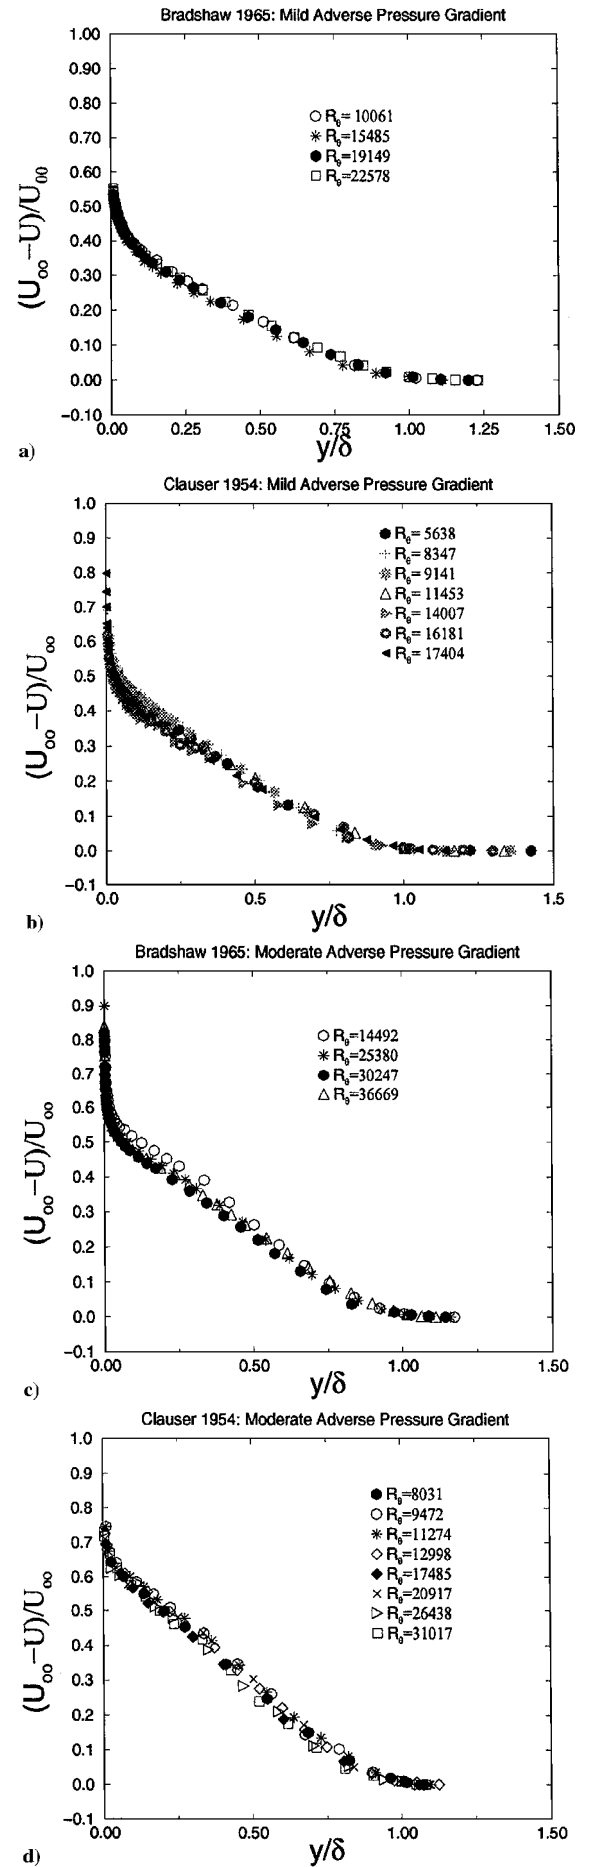 Bradshaw 1965: Mild Adverse Pressure Gradient
1.00
0.90
0.80
0.70
0.60
0.50
0.40
0.30
0.20
0.10
0.00
−0.10
(U∞−U)/U∞
Rθ= 10061
Rθ=15485
Rθ=19149
Rθ=22578
0.00 0.25 0.50 0.75 1.00 1.25 1.50
y/δ
a)
Clauser 1954: Mild Adverse Pressure Gradient
1.0
0.9
0.8
0.7
0.6
0.5
0.4
0.3
0.2
0.1
0.0
−0.1
(U∞−U)/U∞
Rθ= 5638
Rθ= 8347
Rθ= 9141
Rθ= 11453
Rθ= 14007
Rθ= 16181
Rθ= 17404
0.0 0.5 1.0 1.5
y/δ
b)
Bradshaw 1965: Moderate Adverse Pressure Gradient
1.0
0.9
0.8
0.7
0.6
0.5
0.4
0.3
0.2
0.1
0.0
−0.1
(U∞−U)/U∞
Rθ=14492
Rθ=25380
Rθ=30247
Rθ=36669
0.00 0.50 1.00 1.50
y/δ
c)
Clauser 1954: Moderate Adverse Pressure Gradient
1.0
0.9
0.8
0.7
0.6
0.5
0.4
0.3
0.2
0.1
0.0
−0.1
(U∞−U)/U∞
Rθ=8031
Rθ=9472
Rθ=11274
Rθ=12998
Rθ=17485
Rθ=20917
Rθ=26438
Rθ=31017
0.00 0.50 1.00 1.50
y/δ
d)